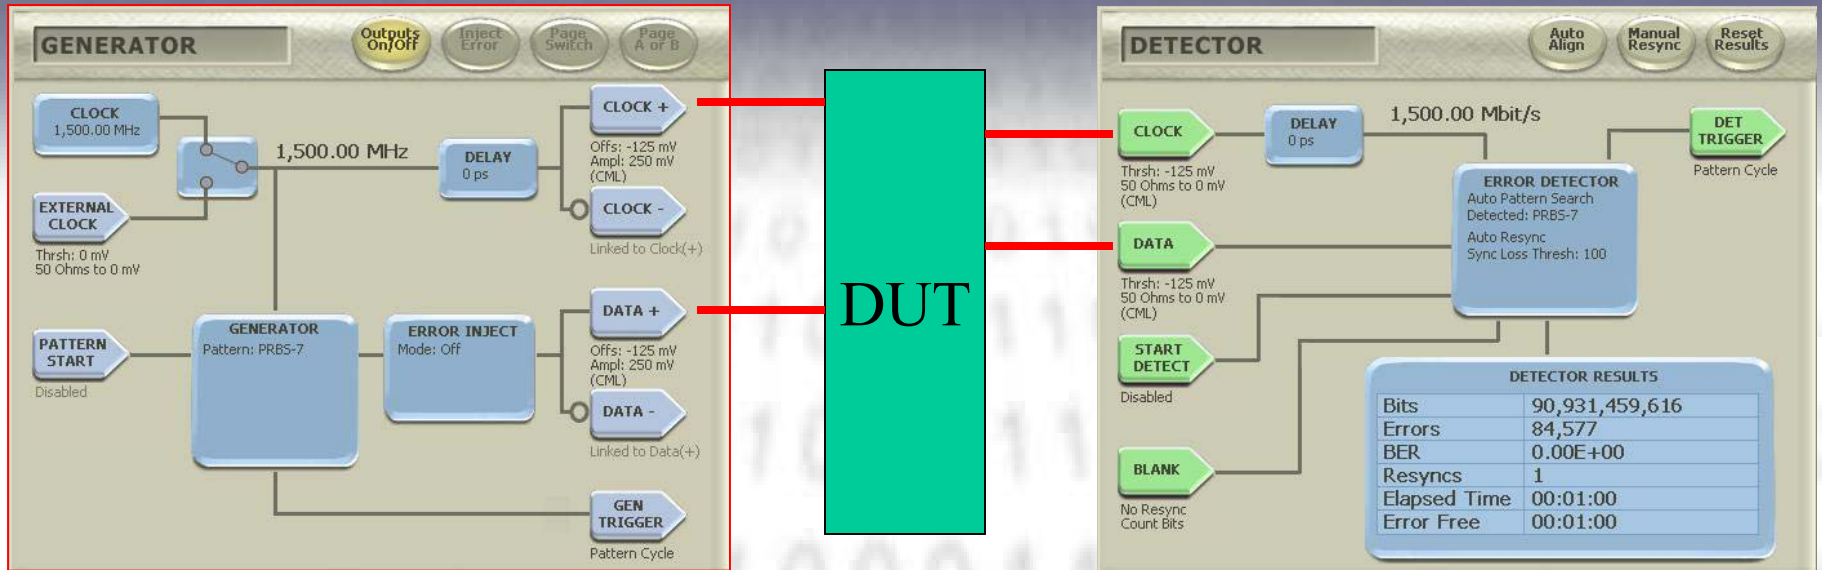 GENERATOR
Outputs
On/Off
Inject
Error
Page
Switch
Page
A or B
CLOCK
1,500.00 MHz
1,500.00 MHz
EXTERNAL
CLOCK
Thrsh: 0 mV
50 Ohms to 0 mV
DELAY
0 ps
CLOCK +
Offs: -125 mV
Ampl: 250 mV
(CML)
CLOCK -
Linked to Clock(+)
PATTERN
START
Disabled
GENERATOR
Pattern: PRBS-7
ERROR INJECT
Mode: Off
DATA +
Offs: -125 mV
Ampl: 250 mV
(CML)
DATA -
Linked to Data(+)
GEN
TRIGGER
Pattern Cycle
DUT
DETECTOR
Auto
Align
Manual
Resync
Reset
Results
CLOCK
Thrsh: -125 mV
50 Ohms to 0 mV
(CML)
DELAY
0 ps
1,500.00 Mbit/s
DET
TRIGGER
Pattern Cycle
ERROR DETECTOR
Auto Pattern Search
Detected: PRBS-7
Auto Resync
Sync Loss Thresh: 100
DATA
Thrsh: -125 mV
50 Ohms to 0 mV
(CML)
START
DETECT
Disabled
BLANK
No Resync
Count Bits
DETECTOR RESULTS
Bits 90,931,459,616
Errors 84,577
BER 0.00E+00
Resyncs 1
Elapsed Time 00:01:00
Error Free 00:01:00